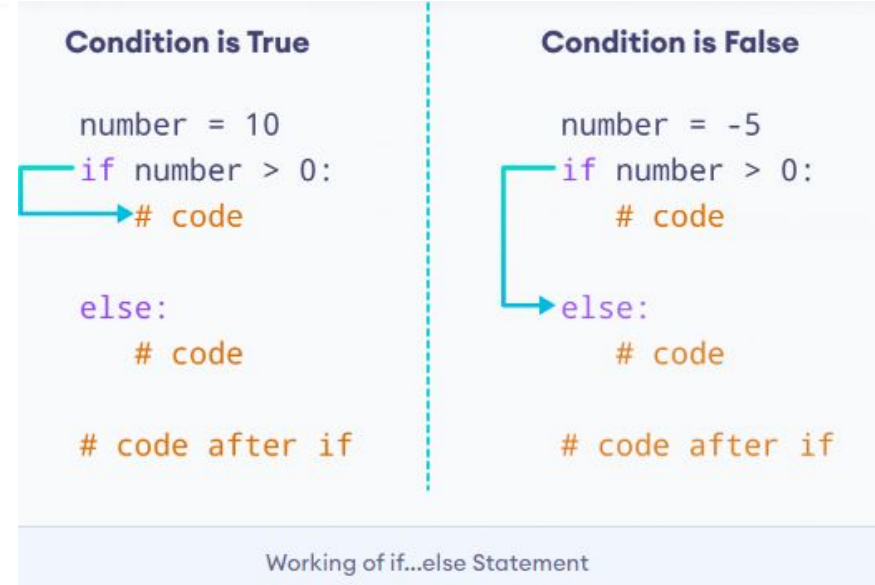 Condition is True
number = 10
if number > 0:
# code
else:
# code
# code after if
Condition is False
number = -5
if number > 0:
# code
else:
# code
# code after if
Working of if...else Statement